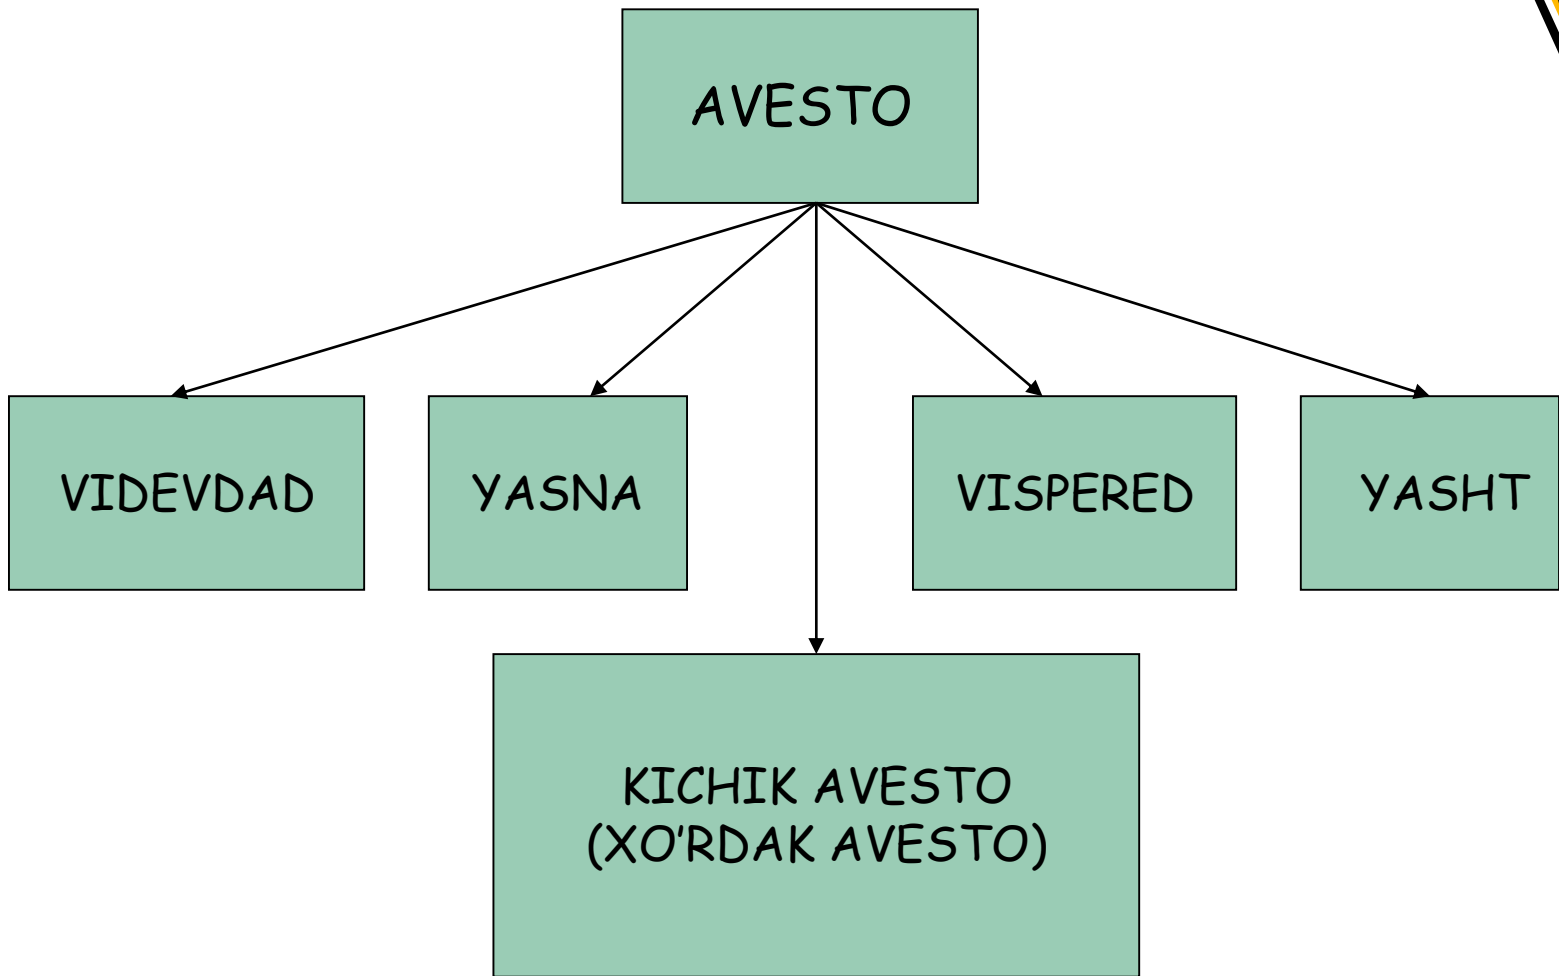 AVESTO
VIDEVDAD
YASNA
VISPERED
YASHT
KICHIK AVESTO
(XO'RDAK AVESTO)